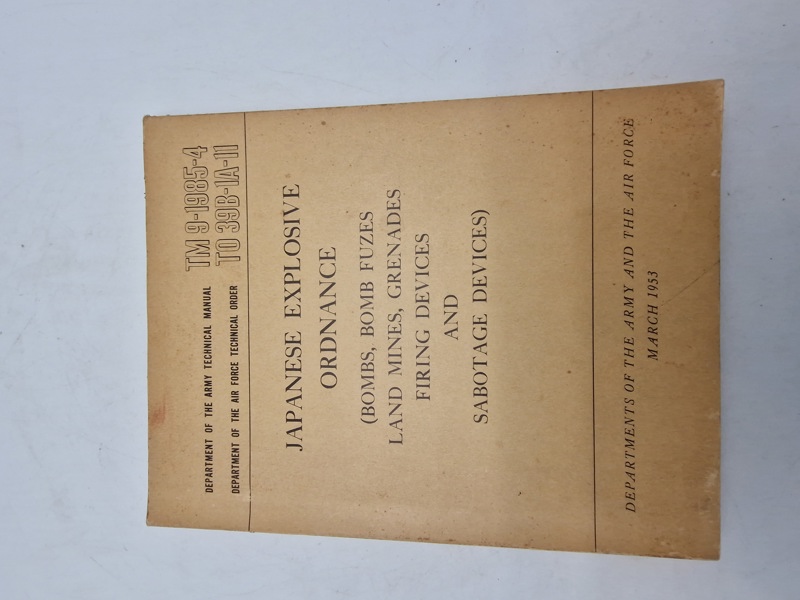 DEPARTMENT OF THE ARMY TECHNICAL MANUAL TM 9-1985-4
DEPARTMENT OF THE AIR FORCE TECHNICAL ORDER TO 39B-1A-11
JAPANESE EXPLOSIVE
ORDNANCE
(BOMBS, BOMB FUZES
LAND MINES, GRENADES
FIRING DEVICES
AND
SABOTAGE DEVICES)
DEPARTMENTS OF THE ARMY AND THE AIR FORCE
MARCH 1953